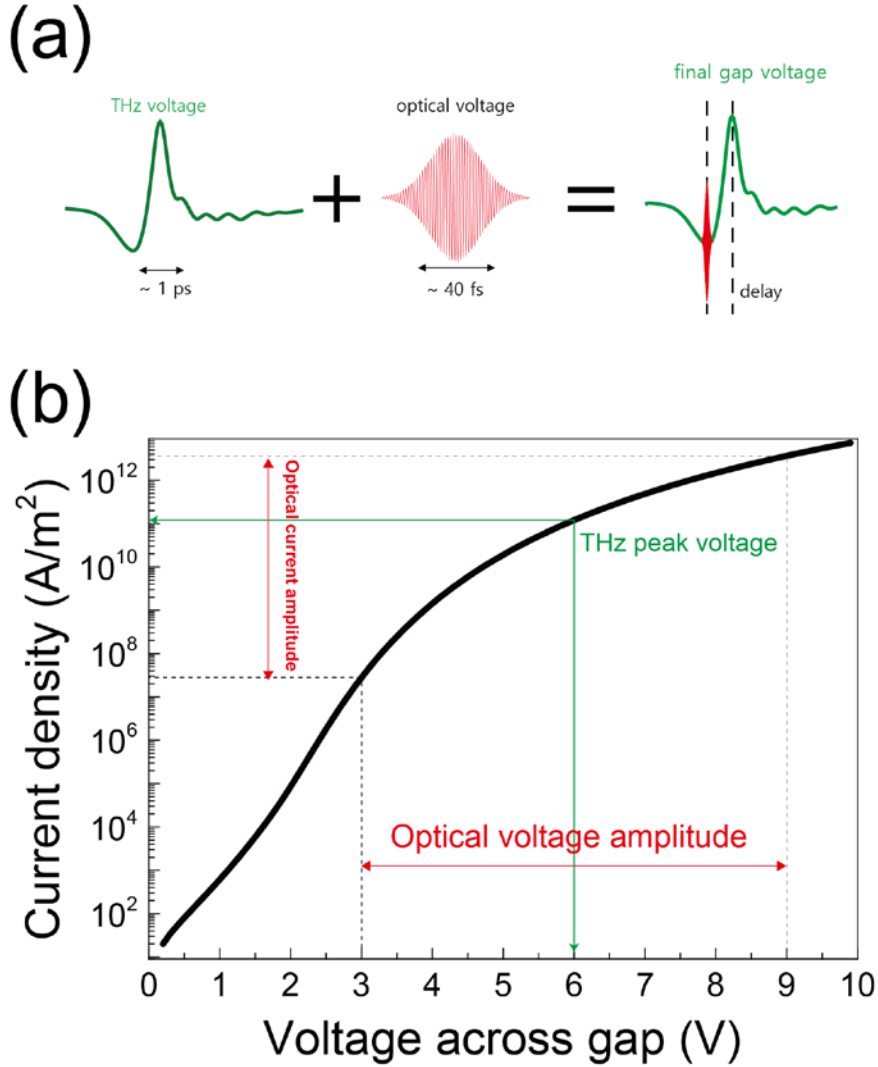 (a)
THz voltage
optical voltage
final gap voltage
+
=
~ 1 ps
~ 40 fs
delay
(b)
Current density (A/m²)
10¹²
10¹⁰
10⁸
10⁶
10⁴
10²
Optical current amplitude
THz peak voltage
Optical voltage amplitude
0 1 2 3 4 5 6 7 8 9 10
Voltage across gap (V)